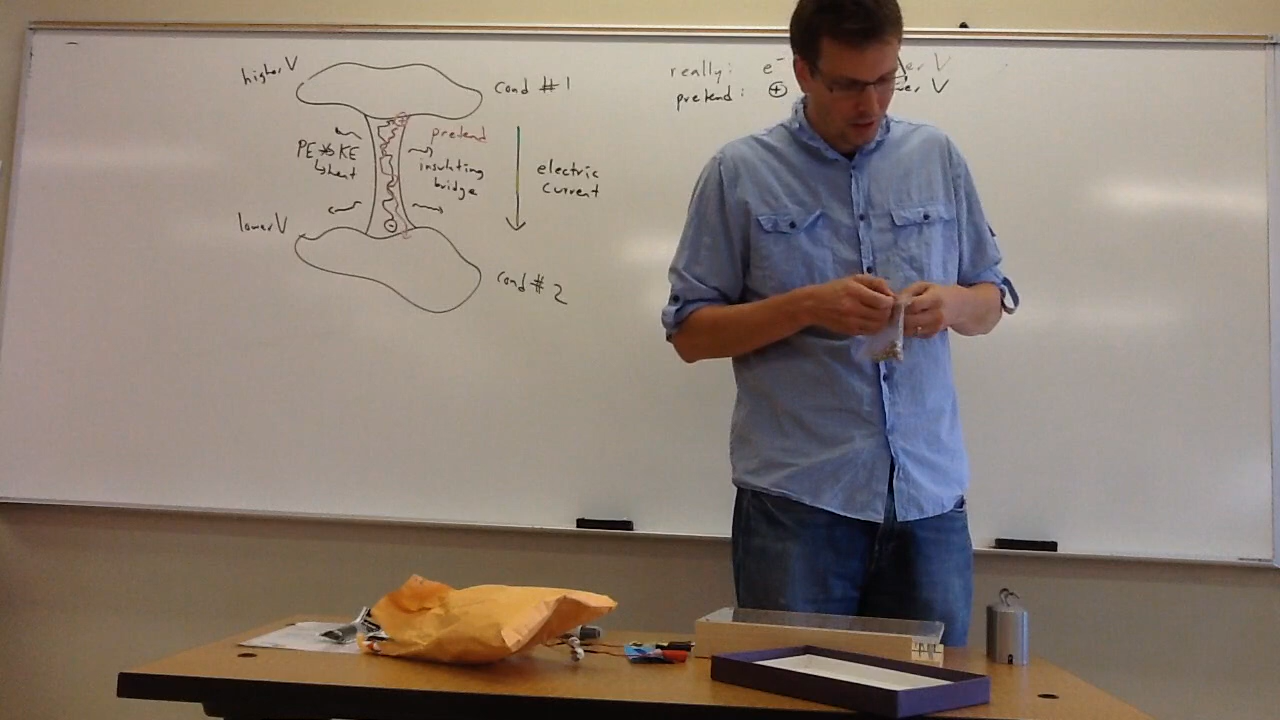 higher V
cond #1
pretend
PE → KE
↳ heat
insulating
bridge
electric
current
lower V
cond #2
really: e⁻ V
pretend: ⊕ V